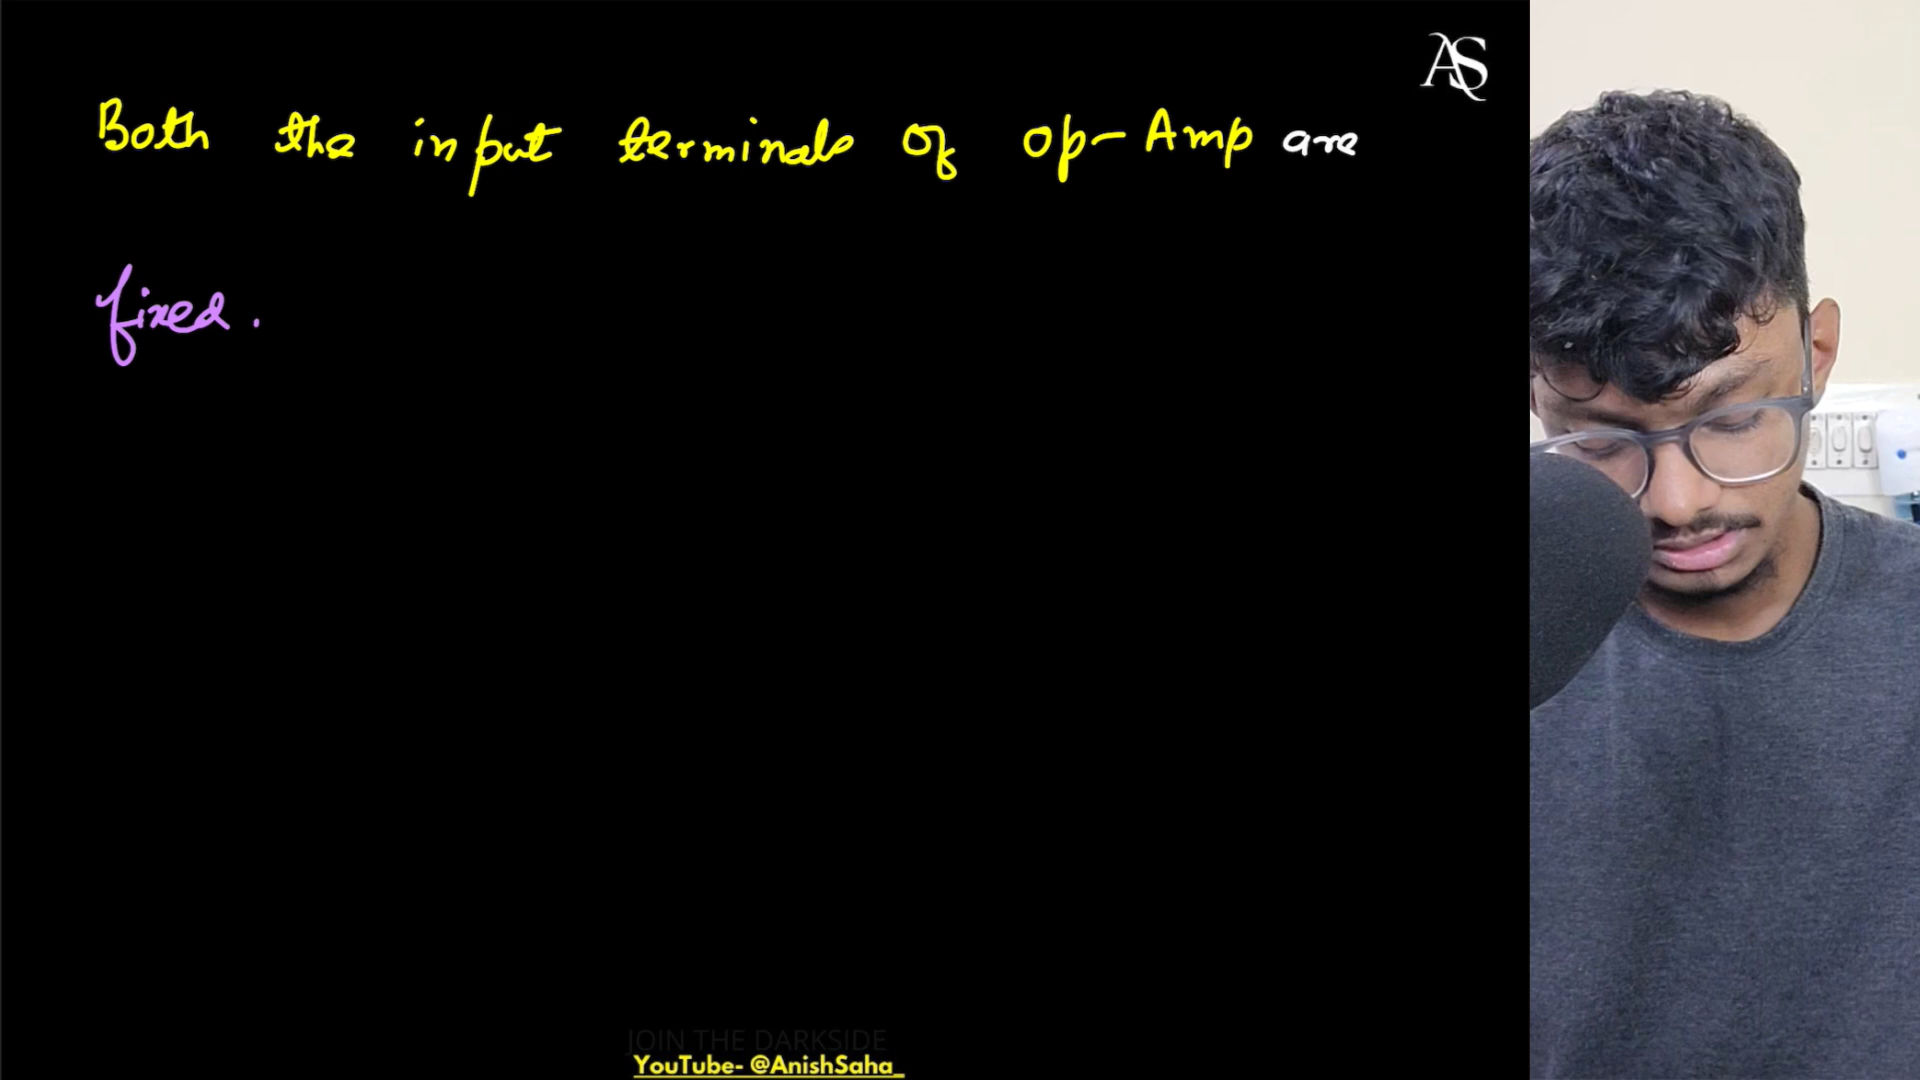 AS
Both the input terminals of op-Amp are
fixed.
JOIN THE DARKSIDE
YouTube- @AnishSaha_